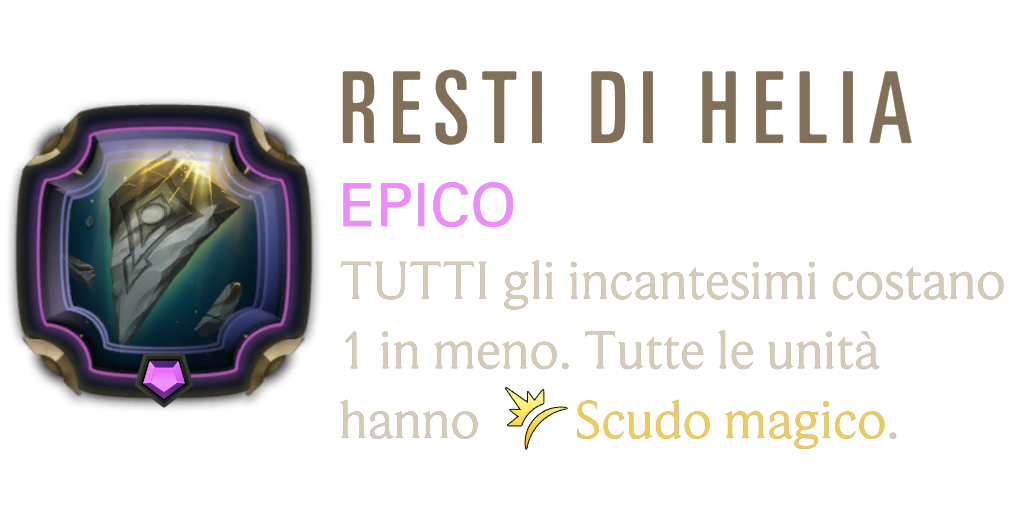 RESTI DI HELIA
EPICO
TUTTI gli incantesimi costano
1 in meno. Tutte le unità
hanno Scudo magico.